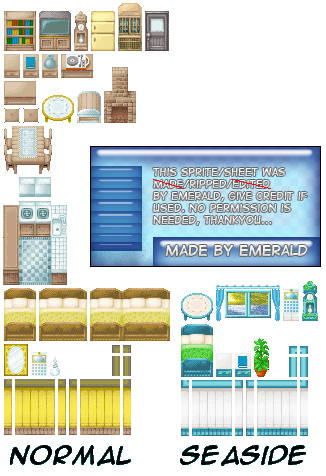 THIS SPRITE/SHEET WAS
MADE/RIPPED/EDITED
BY EMERALD, GIVE CREDIT IF
USED. NO PERMISSION IS
NEEDED, THANKYOU...
MADE BY EMERALD
NORMAL
SEASIDE